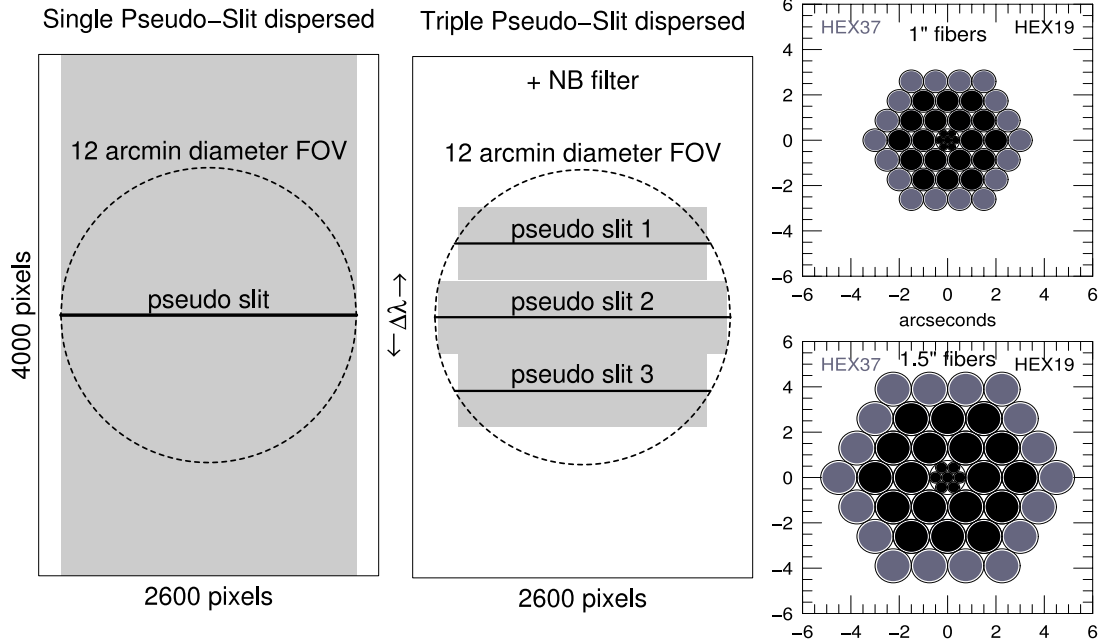 Single Pseudo−Slit dispersed
12 arcmin diameter FOV
pseudo slit
4000 pixels
2600 pixels
Triple Pseudo−Slit dispersed
+ NB filter
12 arcmin diameter FOV
pseudo slit 1
pseudo slit 2
pseudo slit 3
← Δλ →
2600 pixels
HEX37 1" fibers HEX19
6
4
2
0
−2
−4
−6
−6 −4 −2 0 2 4 6
arcseconds
HEX37 1.5" fibers HEX19
6
4
2
0
−2
−4
−6
−6 −4 −2 0 2 4 6